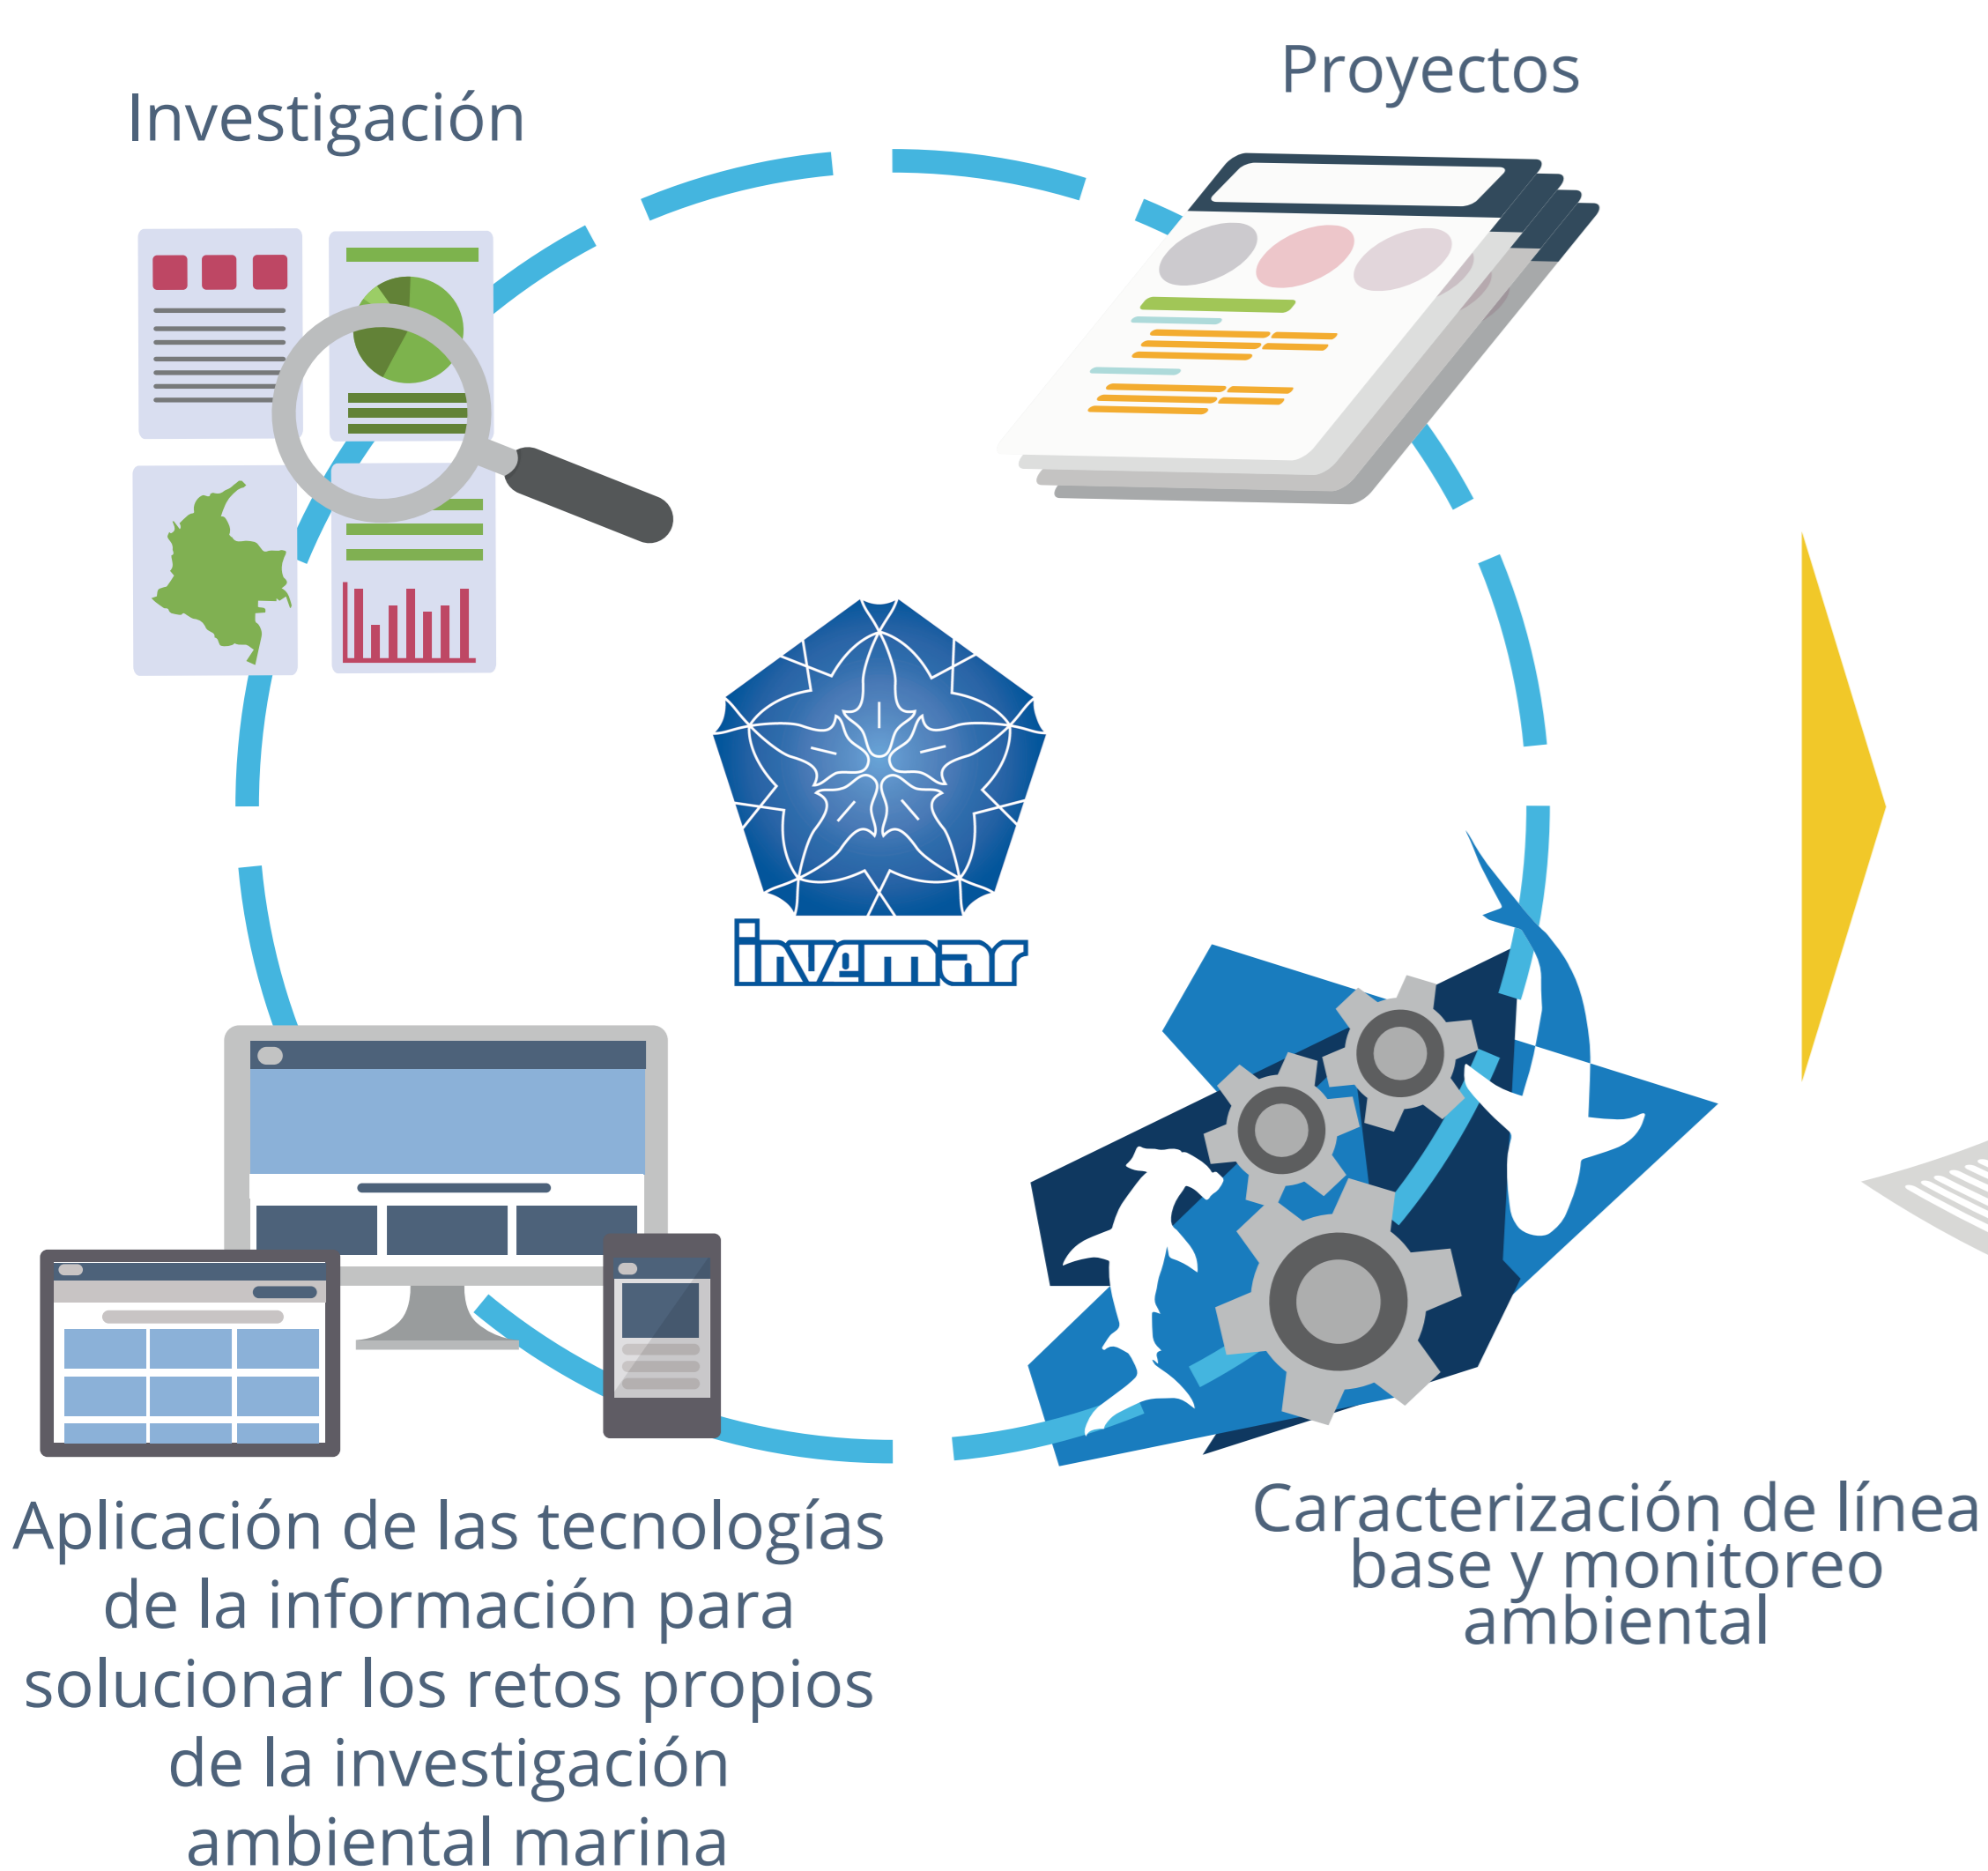 Proyectos
Investigación
invemar
Aplicación de las tecnologías
de la información para
solucionar los retos propios
de la investigación
ambiental marina
Caracterización de línea
base y monitoreo
ambiental